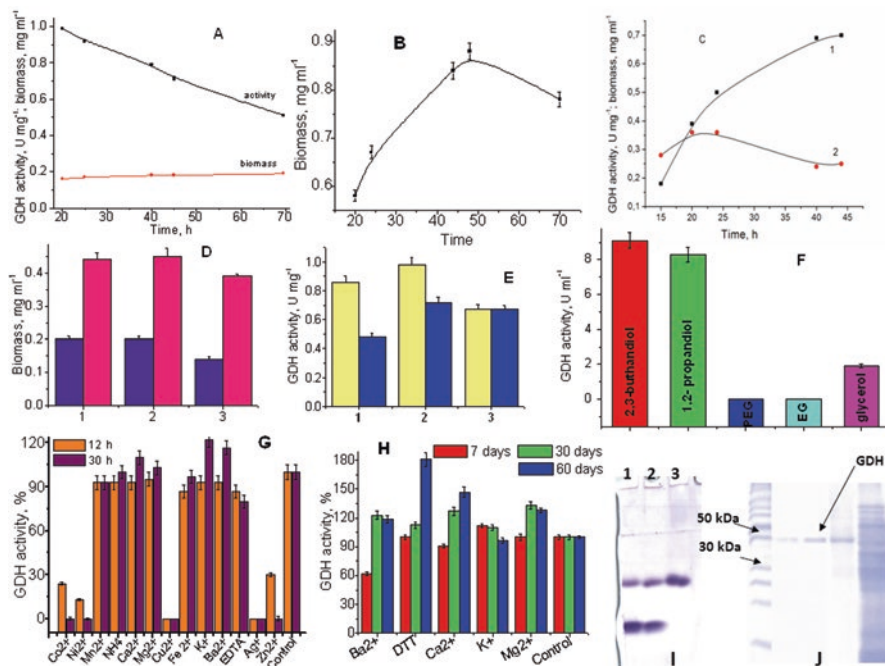 A
GDH activity, U mg⁻¹; biomass, mg ml⁻¹
1.0
0.8
0.6
0.4
0.2
0.0
activity
biomass
20 30 40 50 60 70
Time, h
B
Biomass, mg ml⁻¹
0.9
0.8
0.7
0.6
20 30 40 50 60 70
Time
C
GDH activity, U mg⁻¹; biomass, mg ml⁻¹
0,8
0,7
0,6
0,5
0,4
0,3
0,2
0,1
1
2
15 20 25 30 35 40 45
Time, h
D
Biomass, mg ml⁻¹
0.4
0.3
0.2
0.1
0.0
1 2 3
E
GDH activity, U mg⁻¹
1.0
0.8
0.6
0.4
0.2
0.0
1 2 3
F
GDH activity, U ml⁻¹
8
6
4
2
0
2,3-buthandiol
1,2- propandiol
PEG
EG
glycerol
G
12 h
30 h
GDH activity, %
120
90
60
30
0
Co2+ Ni2+ Mn2+ NH4 Ca2+ Mg2+ Cu2+ Fe 2+ K+ Ba2+ EDTA Ag+ Zn2+ Control
H
7 days 30 days
60 days
GDH activity, %
180
150
120
90
60
30
0
Ba2+ DTT Ca2+ K+ Mg2+ Control
1 2 3
I
GDH
50 kDa
30 kDa
J